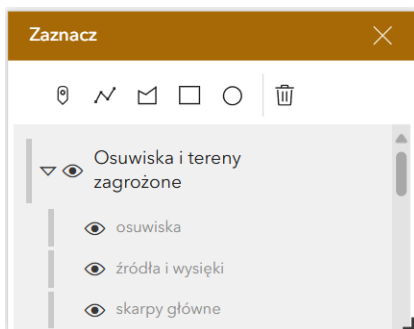 Zaznacz
Osuwiska i tereny
zagrożone
osuwiska
źródła i wysięki
skarpy główne